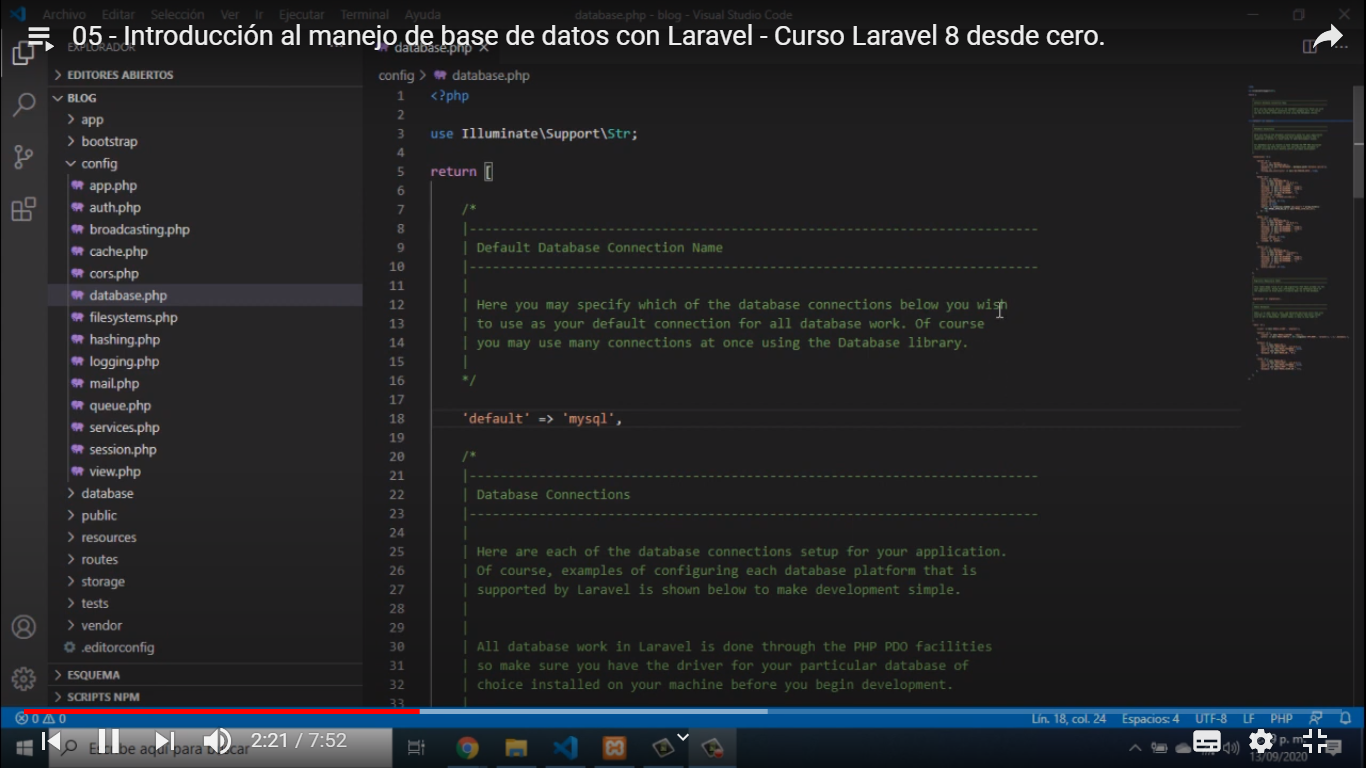 Archivo Editar Selección Ver Ir Ejecutar Terminal Ayuda
database.php - blog - Visual Studio Code
05 - Introducción al manejo de base de datos con Laravel - Curso Laravel 8 desde cero.
EXPLORADOR
database.php
EDITORES ABIERTOS
BLOG
app
bootstrap
config
app.php
auth.php
broadcasting.php
cache.php
cors.php
database.php
filesystems.php
hashing.php
logging.php
mail.php
queue.php
services.php
session.php
view.php
database
public
resources
routes
storage
tests
vendor
.editorconfig
ESQUEMA
SCRIPTS NPM
config > database.php
1 <?php
2
3 use Illuminate\Support\Str;
4
5 return [
6
7 /*
8 |--------------------------------------------------------------------------
9 | Default Database Connection Name
10 |--------------------------------------------------------------------------
11 |
12 | Here you may specify which of the database connections below you wish
13 | to use as your default connection for all database work. Of course
14 | you may use many connections at once using the Database library.
15 |
16 */
17
18 'default' => 'mysql',
19
20 /*
21 |--------------------------------------------------------------------------
22 | Database Connections
23 |--------------------------------------------------------------------------
24 |
25 | Here are each of the database connections setup for your application.
26 | Of course, examples of configuring each database platform that is
27 | supported by Laravel is shown below to make development simple.
28 |
29 |
30 | All database work in Laravel is done through the PHP PDO facilities
31 | so make sure you have the driver for your particular database of
32 | choice installed on your machine before you begin development.
33 |
0 0
Lín. 18, col. 24 Espacios: 4 UTF-8 LF PHP
Escribe aquí para buscar
2:21 / 7:52
p. m.
13/09/2020